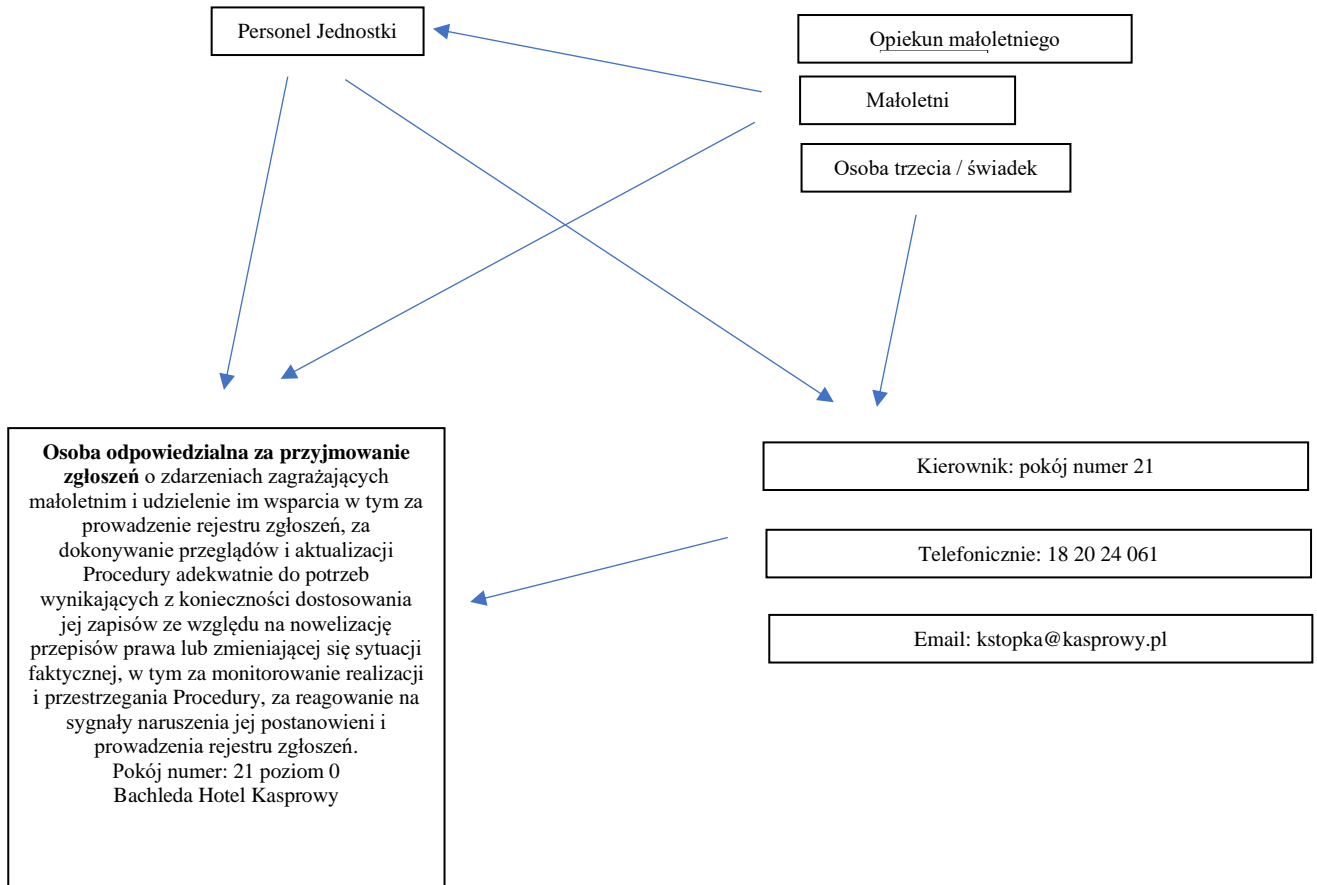 Personel Jednostki
Opiekun małoletniego
Małoletni
Osoba trzecia / świadek
Osoba odpowiedzialna za przyjmowanie
zgłoszeń o zdarzeniach zagrażających
małoletnim i udzielenie im wsparcia w tym za
prowadzenie rejestru zgłoszeń, za
dokonywanie przeglądów i aktualizacji
Procedury adekwatnie do potrzeb
wynikających z konieczności dostosowania
jej zapisów ze względu na nowelizację
przepisów prawa lub zmieniającej się sytuacji
faktycznej, w tym za monitorowanie realizacji
i przestrzegania Procedury, za reagowanie na
sygnały naruszenia jej postanowieni i
prowadzenia rejestru zgłoszeń.
Pokój numer: 21 poziom 0
Bachleda Hotel Kasprowy
Kierownik: pokój numer 21
Telefonicznie: 18 20 24 061
Email: kstopka@kasprowy.pl